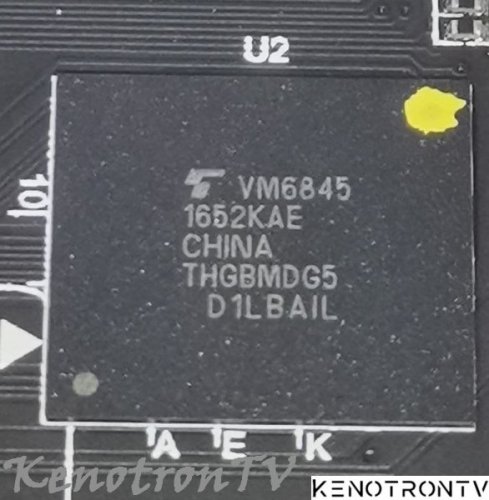 U2
VM6845
1652KAE
CHINA
THGBMDG5
D1LBAIL
10
A E K
KenotronTV
KENOTRONTV